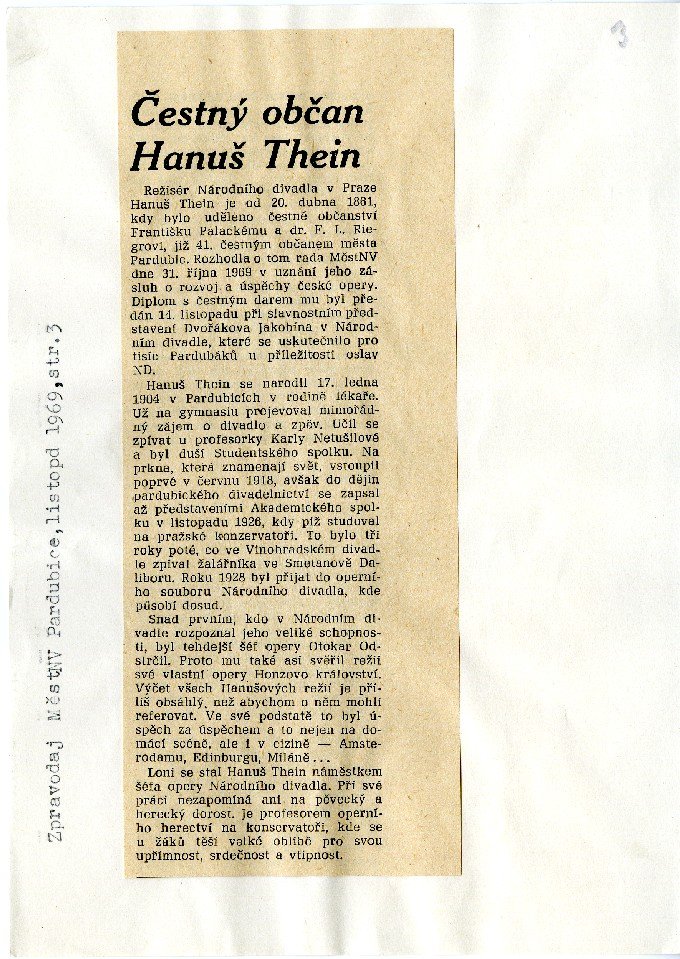 3
Čestný občan
Hanuš Thein
Režisér Národního divadla v Praze
Hanuš Thein je od 20. dubna 1861,
kdy bylo uděleno čestné občanství
Františku Palackému a dr. F. L. Rie-
grovi, již 41. čestným občanem města
Pardubic. Rozhodla o tom rada MěstNV
dne 31. října 1969 v uznání jeho zá-
sluh o rozvoj a úspěchy české opery.
Diplom s čestným darem mu byl pře-
dán 14. listopadu při slavnostním před-
stavení Dvořákova Jakobína v Národ-
ním divadle, které se uskutečnilo pro
tisíc Pardubáků u příležitosti oslav
ND.
Hanuš Thein se narodil 17. ledna
1904 v Pardubicích v rodině lékaře.
Už na gymnasiu projevoval mimořád-
ný zájem o divadlo a zpěv. Učil se
zpívat u profesorky Karly Netušilové
a byl duší Studentského spolku. Na
prkna, která znamenají svět, vstoupil
poprvé v červnu 1918, avšak do dějin
pardubického divadelnictví se zapsal
až představeními Akademického spol-
ku v listopadu 1926, kdy již studoval
na pražské konzervatoři. To bylo tři
roky poté, co ve Vinohradském divad-
le zpíval žalářníka ve Smetanově Da-
liboru. Roku 1928 byl přijat do operní-
ho souboru Národního divadla, kde
působí dosud.
Snad prvním, kdo v Národním di-
vadle rozpoznal jeho veliké schopnos-
ti, byl tehdejší šéf opery Otokar Od-
strčil. Proto mu také asi svěřil režii
své vlastní opery Honzovo království.
Výčet všech Hanušových režií je pří-
liš obsáhlý, než abychom o něm mohli
referovat. Ve své podstatě to byl ú-
spěch za úspěchem a to nejen na do-
mácí scéně, ale i v cizině — Amste-
rodamu, Edinburgu, Miláně...
Loni se stal Hanuš Thein náměstkem
šéfa opery Národního divadla. Při své
práci nezapomíná ani na pěvecký a
herecký dorost. Je profesorem operní-
ho herectví na konservatoři, kde se
u žáků těší velké oblibě pro svou
upřímnost, srdečnost a vtipnost.
Zpravodaj MěstNV Pardubice,listopd 1969,str.3